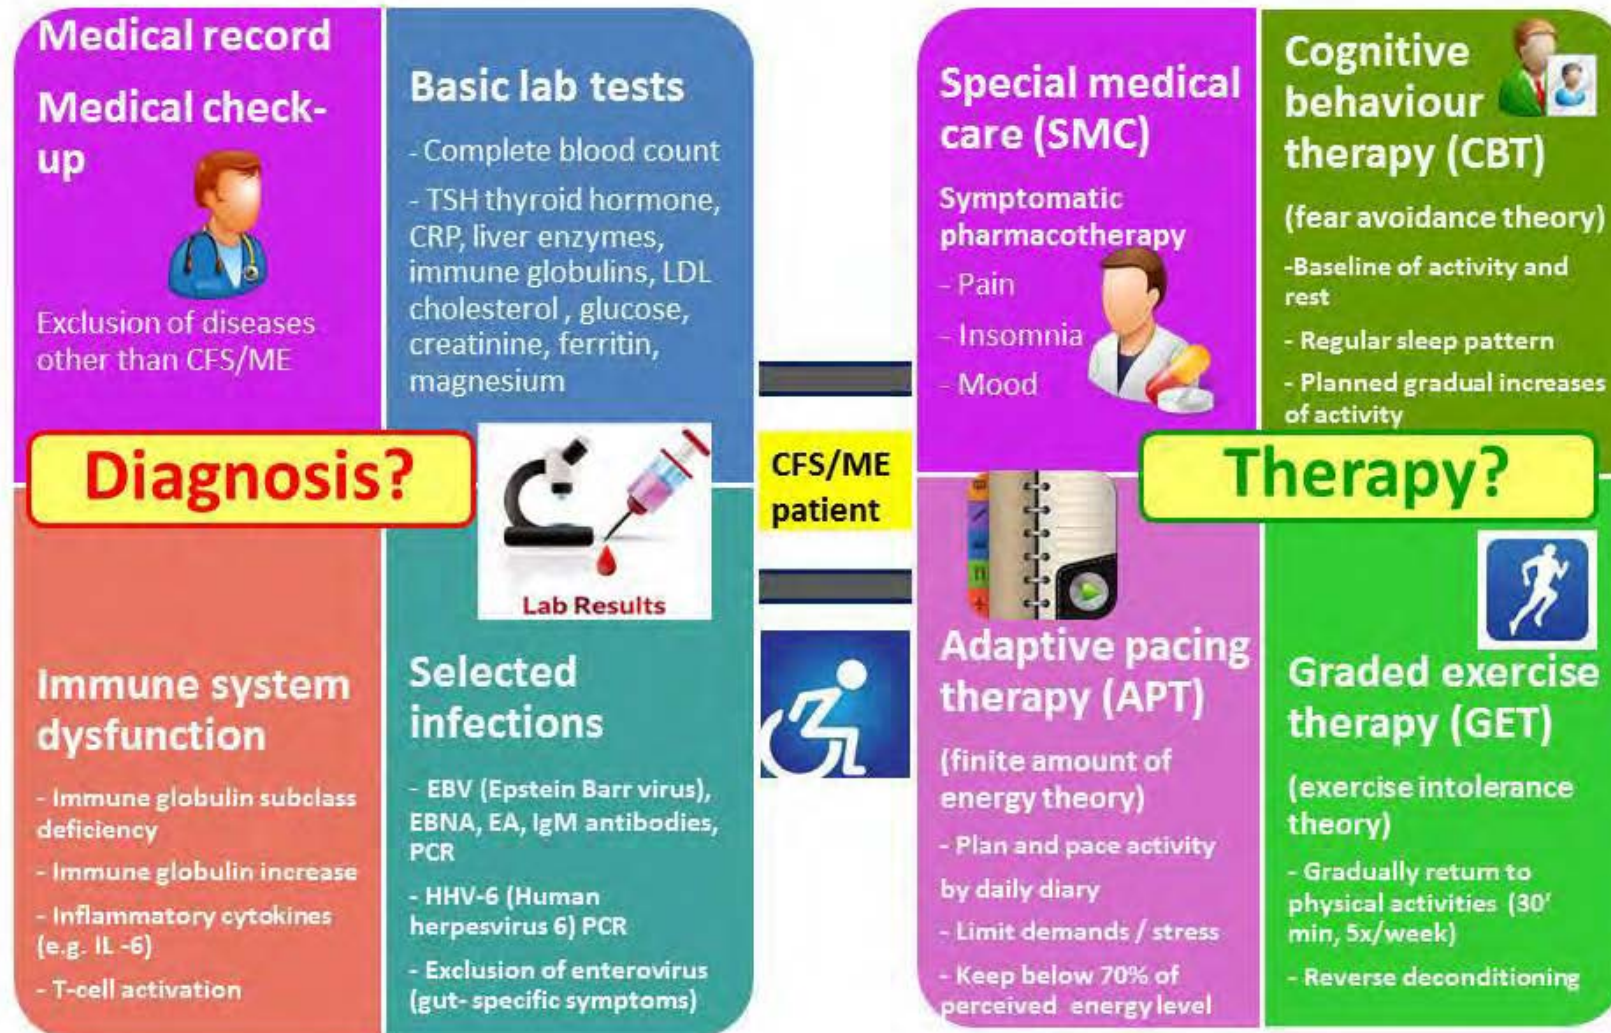 Medical record
Medical check-
up
Exclusion of diseases
other than CFS/ME
Basic lab tests
- Complete blood count
- TSH thyroid hormone,
CRP, liver enzymes,
immune globulins, LDL
cholesterol , glucose,
creatinine, ferritin,
magnesium
Diagnosis?
Lab Results
Immune system
dysfunction
- Immune globulin subclass
deficiency
- Immune globulin increase
- Inflammatory cytokines
(e.g. IL -6)
- T-cell activation
Selected
infections
- EBV (Epstein Barr virus),
EBNA, EA, IgM antibodies,
PCR
- HHV-6 (Human
herpesvirus 6) PCR
- Exclusion of enterovirus
(gut- specific symptoms)
CFS/ME
patient
Special medical
care (SMC)
Symptomatic
pharmacotherapy
- Pain
- Insomnia
- Mood
Cognitive
behaviour
therapy (CBT)
(fear avoidance theory)
-Baseline of activity and
rest
- Regular sleep pattern
- Planned gradual increases
of activity
Therapy?
Adaptive pacing
therapy (APT)
(finite amount of
energy theory)
- Plan and pace activity
by daily diary
- Limit demands / stress
- Keep below 70% of
perceived energy level
Graded exercise
therapy (GET)
(exercise intolerance
theory)
- Gradually return to
physical activities (30'
min, 5x/week)
- Reverse deconditioning